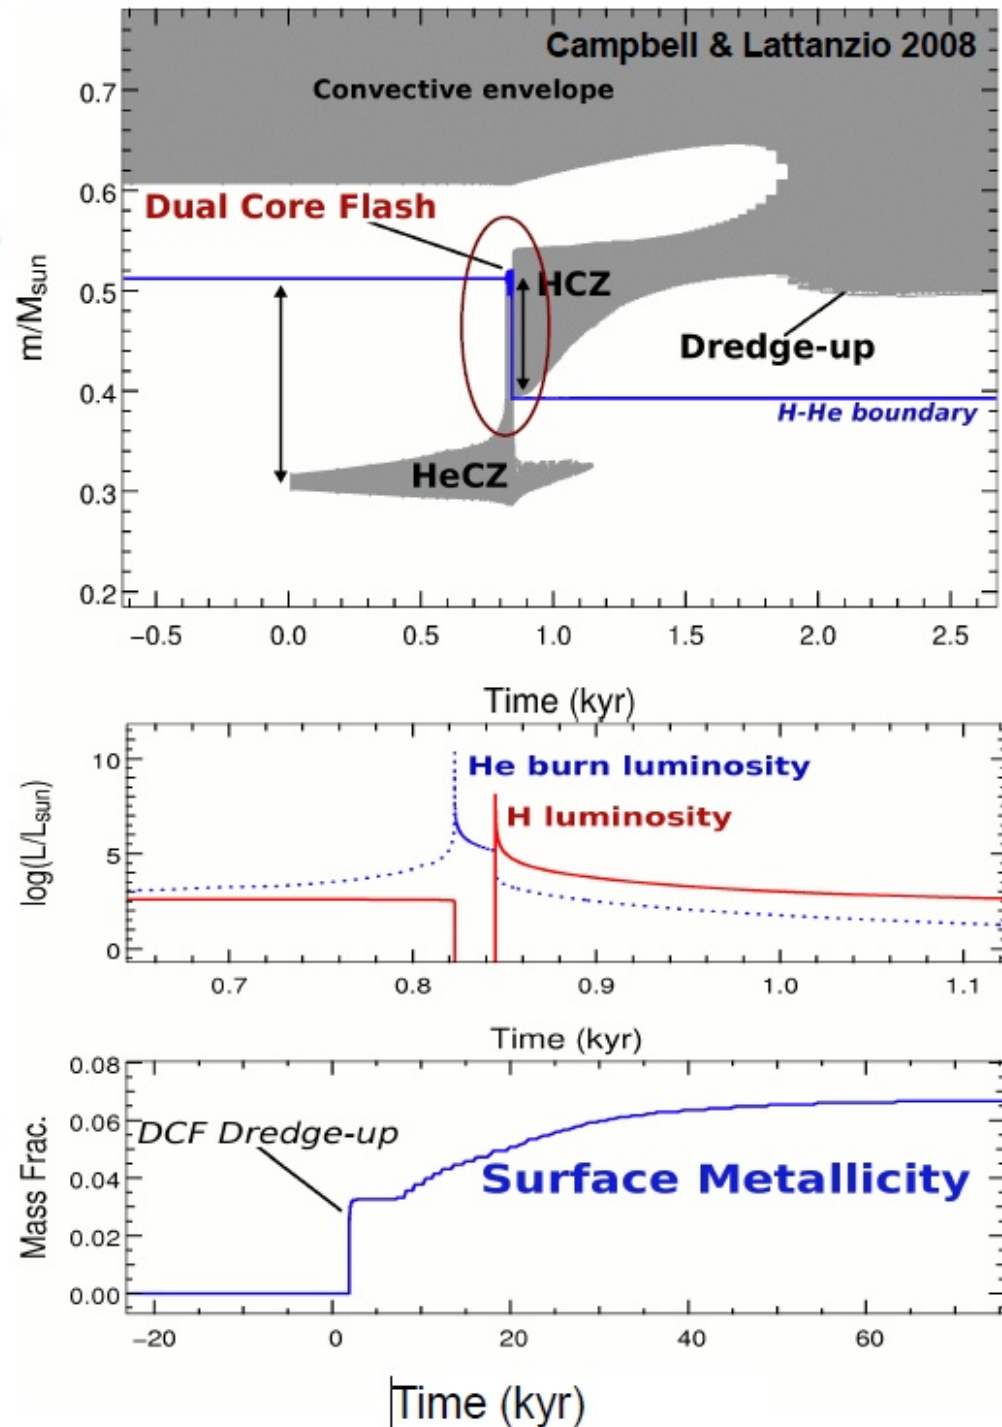 Campbell & Lattanzio 2008
Convective envelope
Dual Core Flash
HCZ
Dredge-up
H-He boundary
HeCZ
m/Msun
0.7
0.6
0.5
0.4
0.3
0.2
−0.5 0.0 0.5 1.0 1.5 2.0 2.5
Time (kyr)
He burn luminosity
H luminosity
log(L/Lsun)
10
5
0
0.7 0.8 0.9 1.0 1.1
Time (kyr)
DCF Dredge-up
Surface Metallicity
Mass Frac.
0.08
0.06
0.04
0.02
0.00
−20 0 20 40 60
Time (kyr)